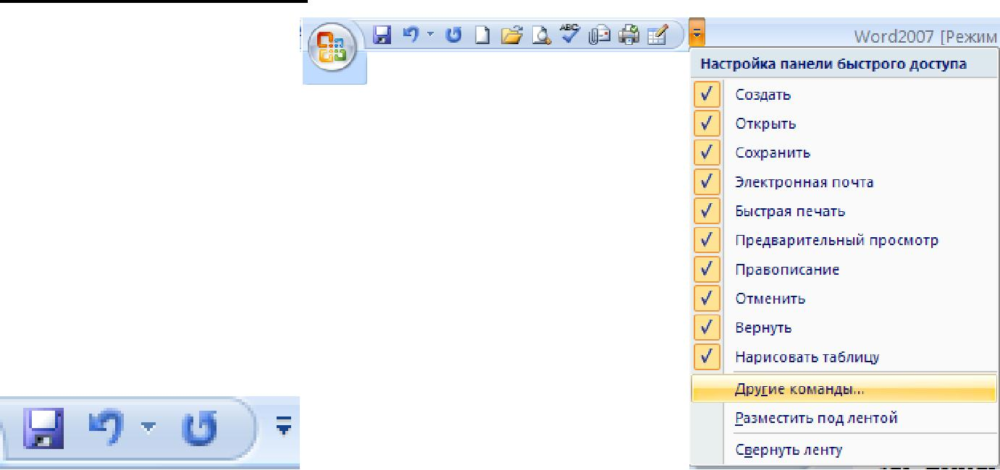 Word2007 [Режим
Настройка панели быстрого доступа
Создать
Открыть
Сохранить
Электронная почта
Быстрая печать
Предварительный просмотр
Правописание
Отменить
Вернуть
Нарисовать таблицу
Другие команды...
Разместить под лентой
Свернуть ленту